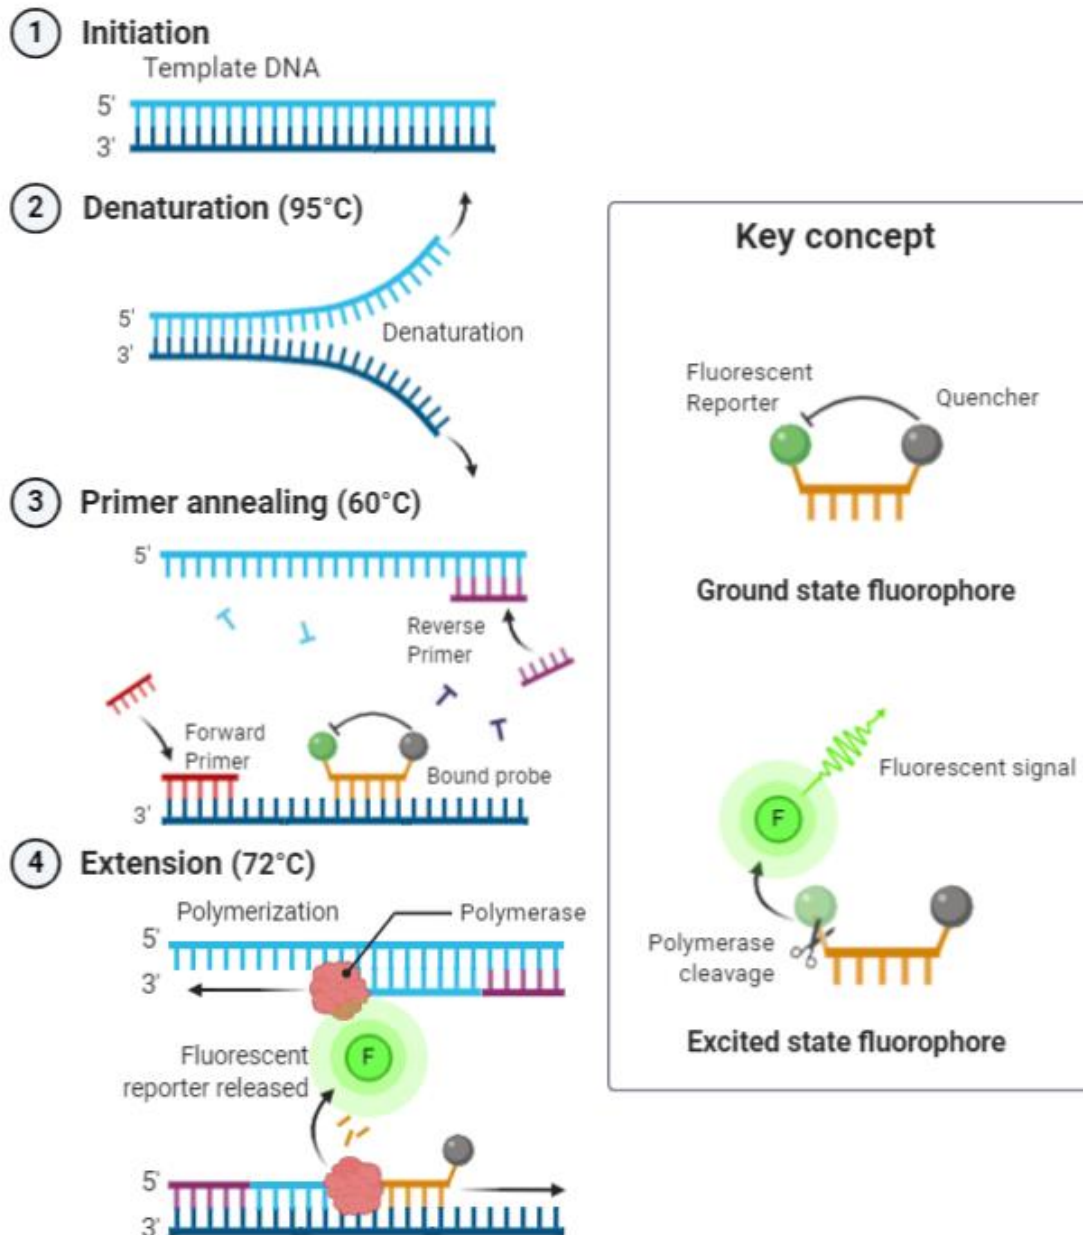 1 Initiation
Template DNA
5'
3'
2 Denaturation (95°C)
5'
3'
Denaturation
3 Primer annealing (60°C)
5'
Reverse
Primer
Forward
Primer
Bound probe
3'
4 Extension (72°C)
Polymerization
Polymerase
5'
3'
F
Fluorescent
reporter released
5'
3'
Key concept
Fluorescent
Reporter
Quencher
Ground state fluorophore
Fluorescent signal
F
Polymerase
cleavage
Excited state fluorophore